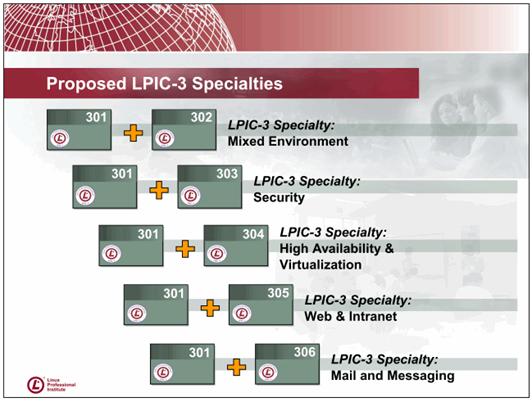 Proposed LPIC-3 Specialties
301
302
LPIC-3 Specialty:
Mixed Environment
301
303
LPIC-3 Specialty:
Security
301
304
LPIC-3 Specialty:
High Availability &
Virtualization
301
305
LPIC-3 Specialty:
Web & Intranet
301
306
LPIC-3 Specialty:
Mail and Messaging
Linux
Professional
Institute